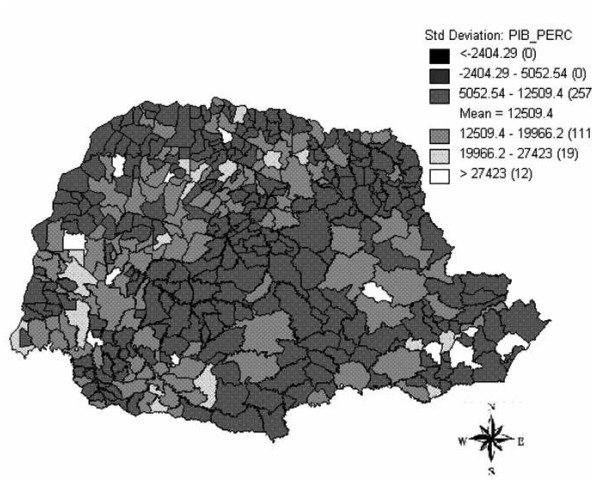 Std Deviation: PIB_PERC
<-2404.29 (0)
-2404.29 - 5052.54 (0)
5052.54 - 12509.4 (257
Mean = 12509.4
12509.4 - 19966.2 (111
19966.2 - 27423 (19)
> 27423 (12)
N
W E
S